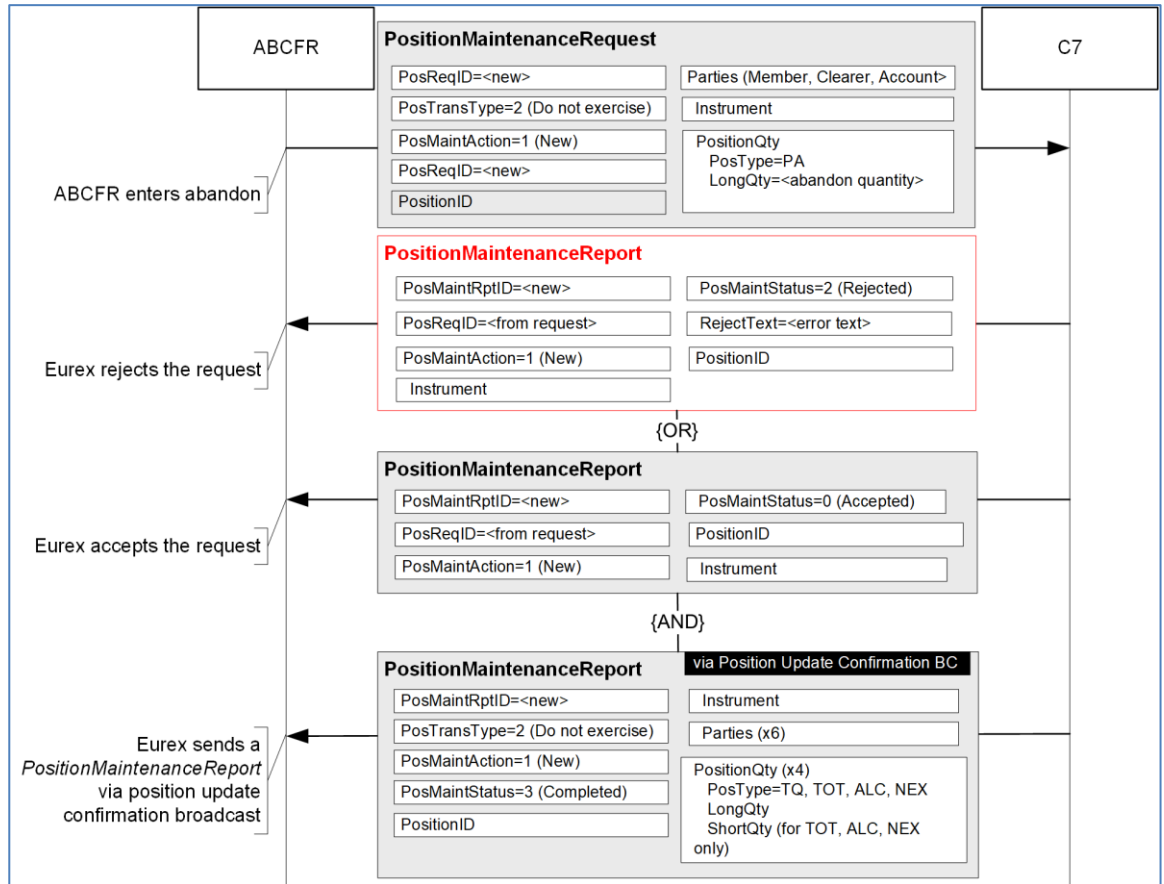 ABCFR
C7
PositionMaintenanceRequest
PosReqID=<new>
Parties (Member, Clearer, Account>
PosTransType=2 (Do not exercise)
Instrument
PosMaintAction=1 (New)
PositionQty
PosType=PA
LongQty=<abandon quantity>
PosReqID=<new>
PositionID
ABCFR enters abandon
PositionMaintenanceReport
PosMaintRptID=<new>
PosMaintStatus=2 (Rejected)
PosReqID=<from request>
RejectText=<error text>
PosMaintAction=1 (New)
PositionID
Instrument
Eurex rejects the request
{OR}
PositionMaintenanceReport
PosMaintRptID=<new>
PosMaintStatus=0 (Accepted)
PosReqID=<from request>
PositionID
PosMaintAction=1 (New)
Instrument
Eurex accepts the request
{AND}
PositionMaintenanceReport
via Position Update Confirmation BC
PosMaintRptID=<new>
Instrument
PosTransType=2 (Do not exercise)
Parties (x6)
PosMaintAction=1 (New)
PosMaintStatus=3 (Completed)
PositionID
PositionQty (x4)
PosType=TQ, TOT, ALC, NEX
LongQty
ShortQty (for TOT, ALC, NEX
only)
Eurex sends a
PositionMaintenanceReport
via position update
confirmation broadcast